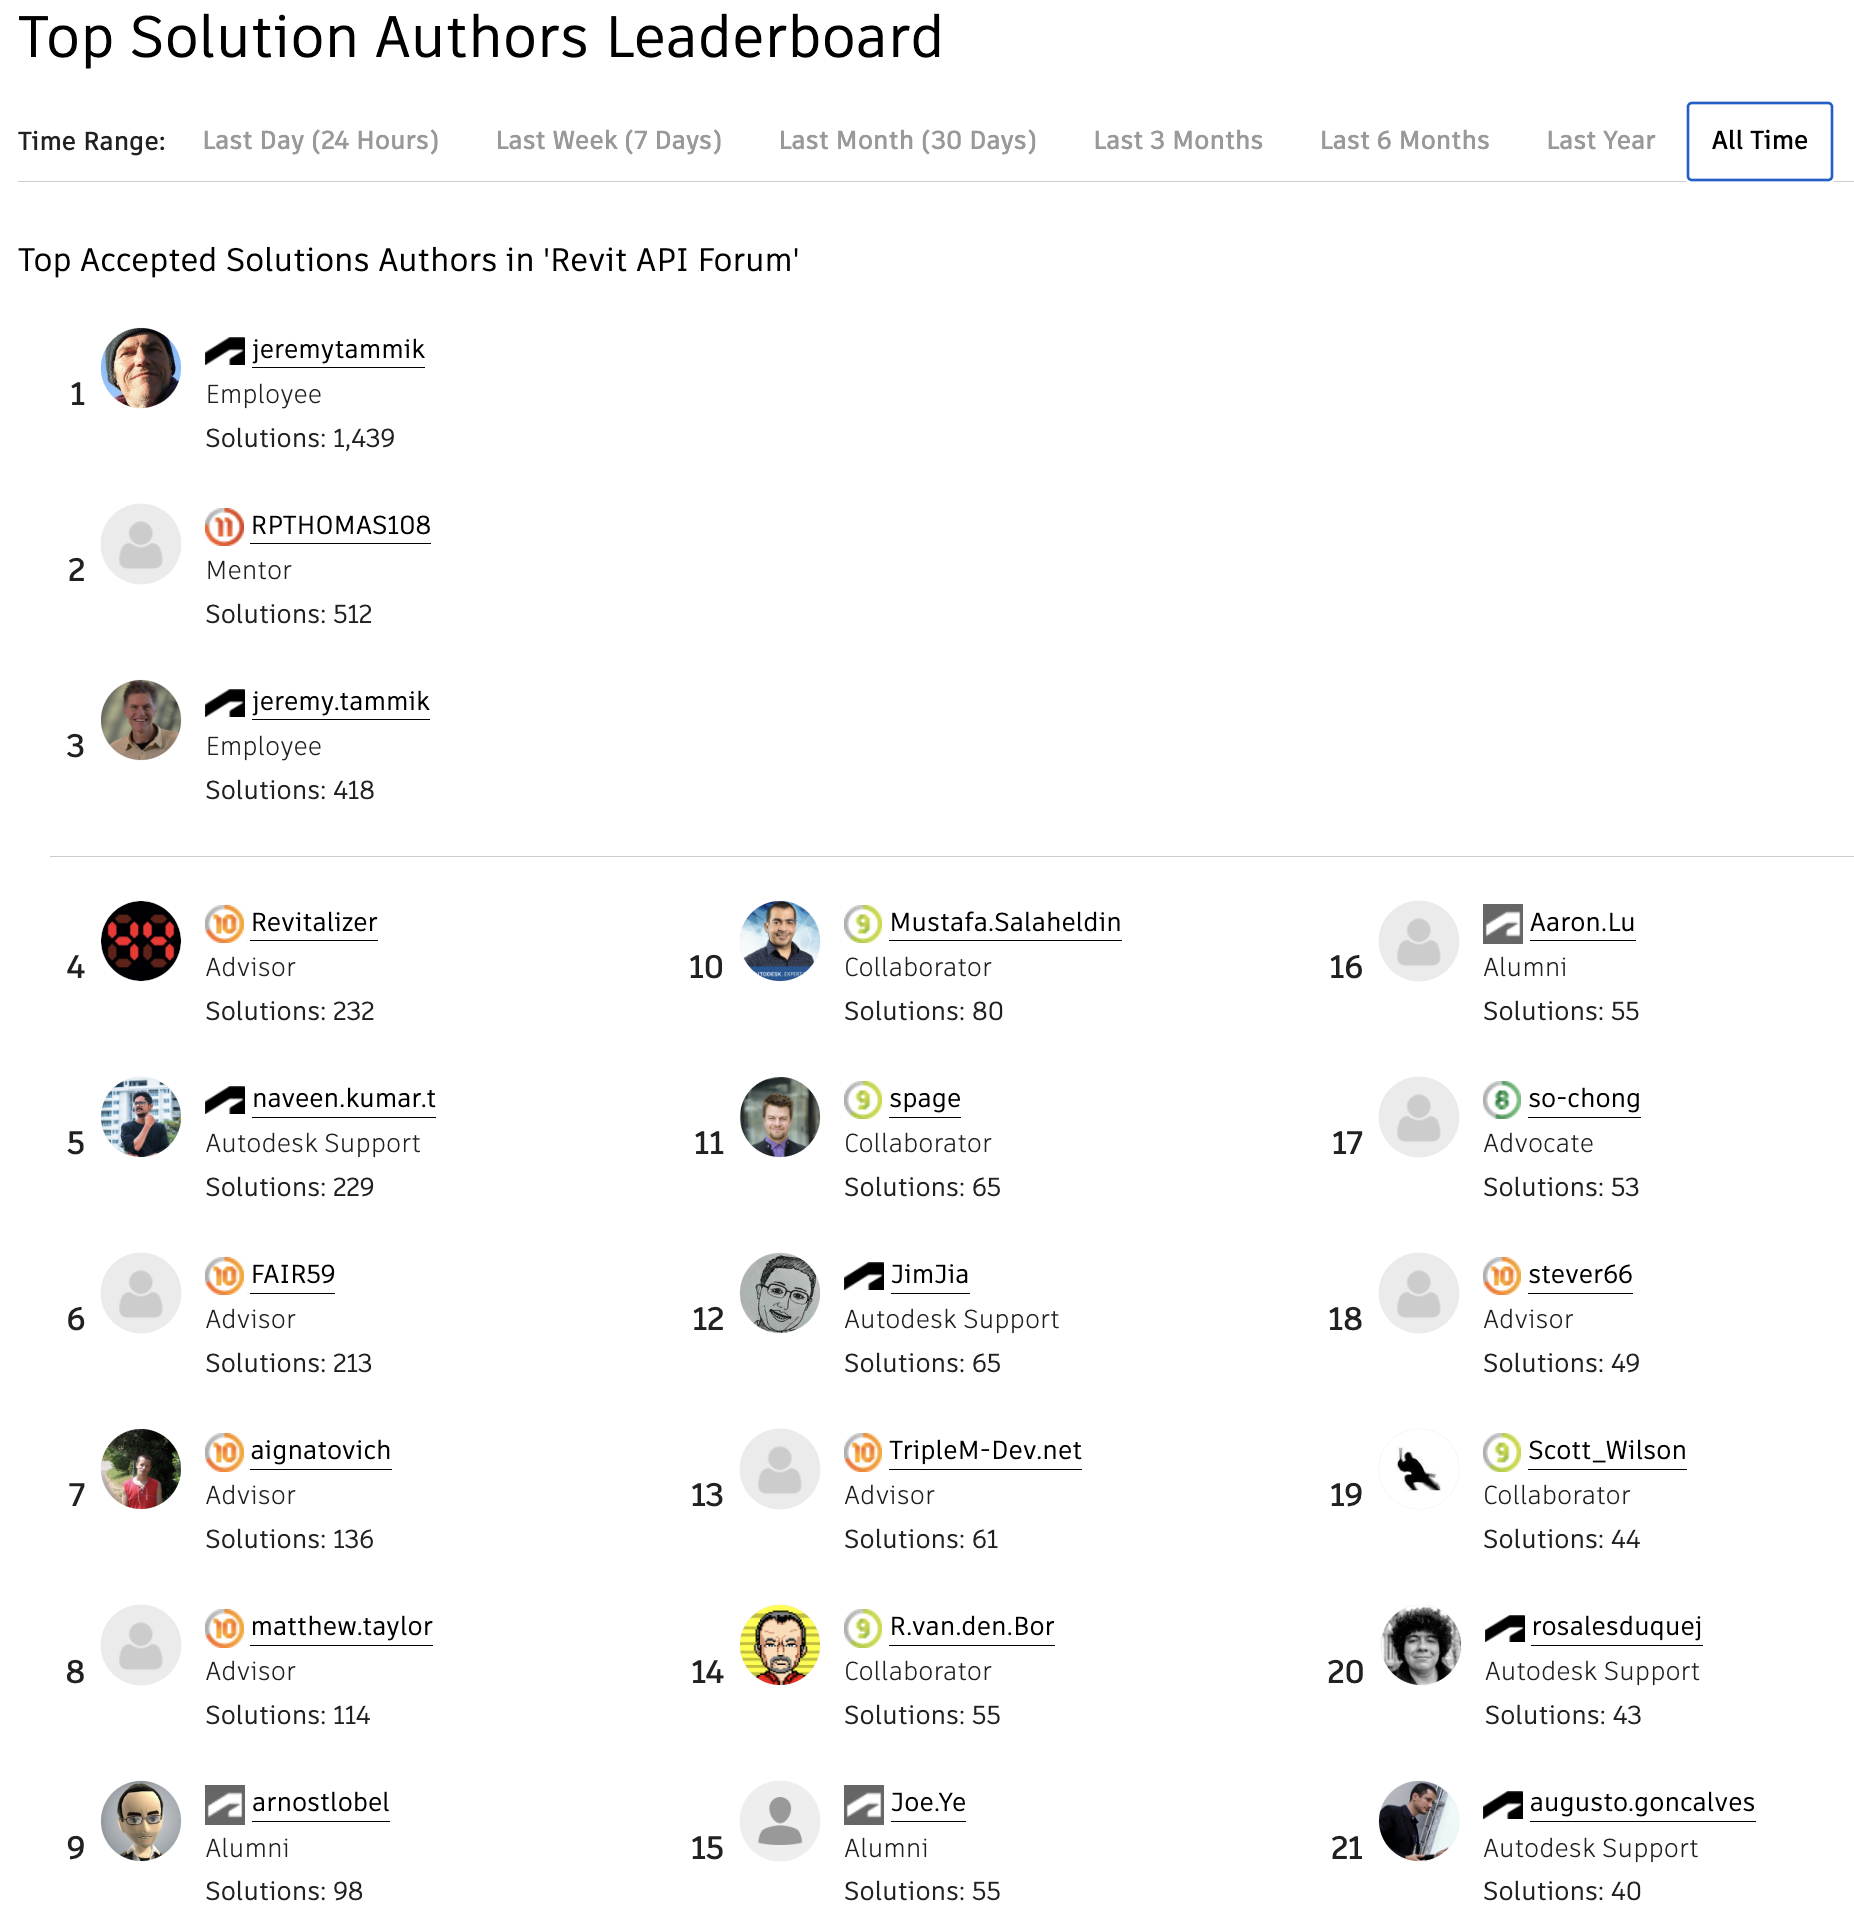 Top Solution Authors Leaderboard
Time Range: Last Day (24 Hours) Last Week (7 Days) Last Month (30 Days) Last 3 Months Last 6 Months Last Year All Time
Top Accepted Solutions Authors in 'Revit API Forum'
1
jeremytammik
Employee
Solutions: 1,439
2
11 RPTHOMAS108
Mentor
Solutions: 512
3
jeremy.tammik
Employee
Solutions: 418
4
10 Revitalizer
Advisor
Solutions: 232
5
naveen.kumar.t
Autodesk Support
Solutions: 229
6
10 FAIR59
Advisor
Solutions: 213
7
10 aignatovich
Advisor
Solutions: 136
8
10 matthew.taylor
Advisor
Solutions: 114
9
arnostlobel
Alumni
Solutions: 98
10
9 Mustafa.Salaheldin
Collaborator
Solutions: 80
11
9 spage
Collaborator
Solutions: 65
12
JimJia
Autodesk Support
Solutions: 65
13
10 TripleM-Dev.net
Advisor
Solutions: 61
14
9 R.van.den.Bor
Collaborator
Solutions: 55
15
Joe.Ye
Alumni
Solutions: 55
16
Aaron.Lu
Alumni
Solutions: 55
17
8 so-chong
Advocate
Solutions: 53
18
10 stever66
Advisor
Solutions: 49
19
9 Scott_Wilson
Collaborator
Solutions: 44
20
rosalesduquej
Autodesk Support
Solutions: 43
21
augusto.goncalves
Autodesk Support
Solutions: 40